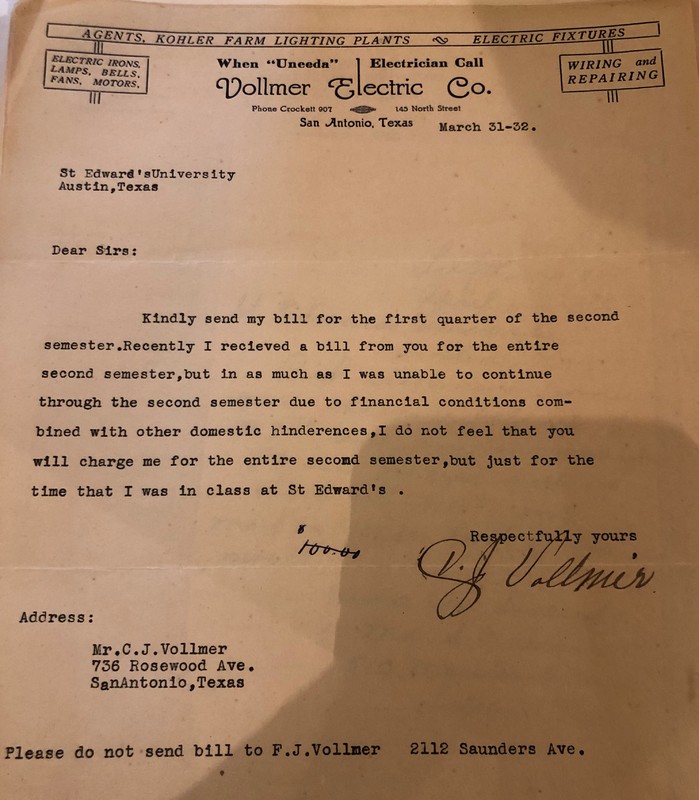 AGENTS, KOHLER FARM LIGHTING PLANTS ELECTRIC FIXTURES
ELECTRIC IRONS,
LAMPS, BELLS,
FANS, MOTORS,
When "Uneeda" Electrician Call
Vollmer Electric Co.
Phone Crockett 907 145 North Street
San Antonio, Texas
WIRING and
REPAIRING
March 31-32.
St Edward'sUniversity
Austin,Texas
Dear Sirs:
Kindly send my bill for the first quarter of the second
semester.Recently I recieved a bill from you for the entire
second semester,but in as much as I was unable to continue
through the second semester due to financial conditions com-
bined with other domestic hinderences,I do not feel that you
will charge me for the entire second semester,but just for the
time that I was in class at St Edward's .
$100.00
Respectfully yours
C.J. Vollmer
Address:
Mr.C.J.Vollmer
736 Rosewood Ave.
SanAntonio,Texas
Please do not send bill to F.J.Vollmer 2112 Saunders Ave.